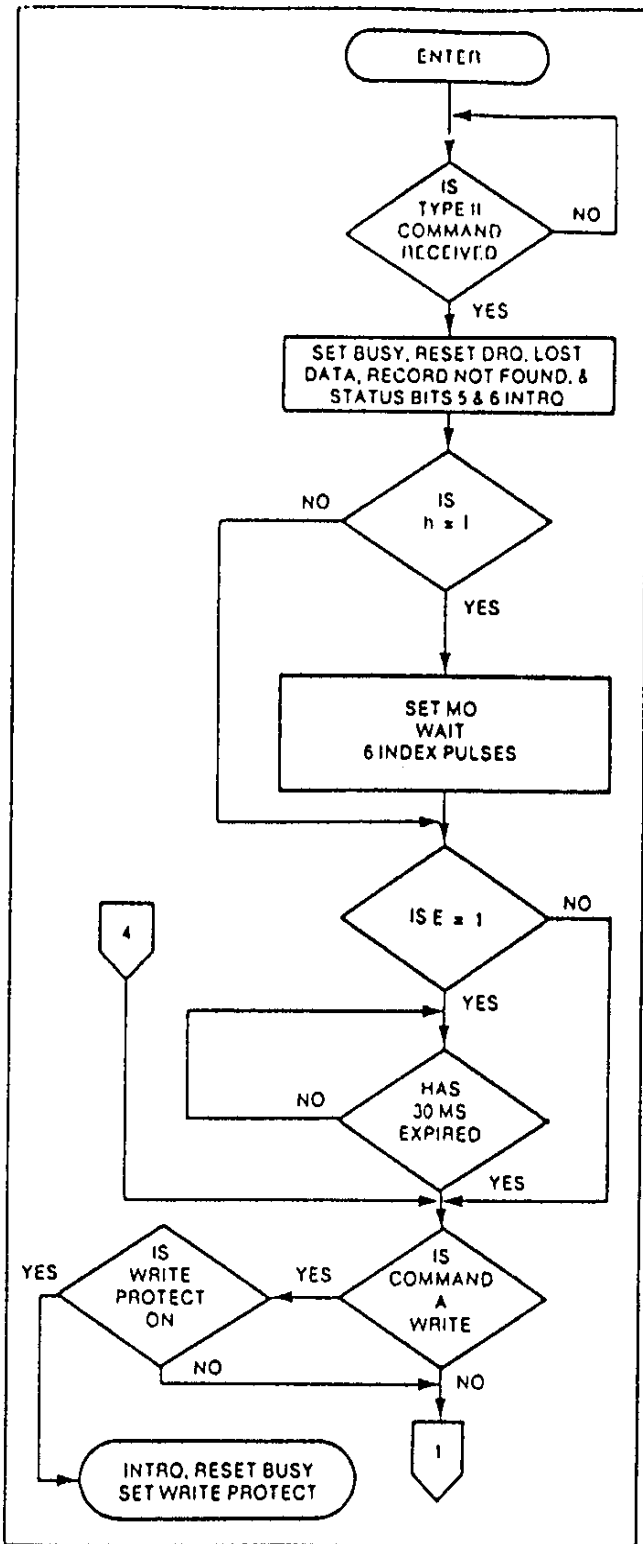 ENTER
IS
TYPE II
COMMAND
RECEIVED
NO
YES
SET BUSY, RESET DRQ, LOST
DATA, RECORD NOT FOUND, &
STATUS BITS 5 & 6 INTRQ
NO
IS
h = 1
YES
SET MO
WAIT
6 INDEX PULSES
IS E = 1
NO
4
YES
HAS
30 MS
EXPIRED
NO
YES
IS
COMMAND
A
WRITE
YES
IS
WRITE
PROTECT
ON
YES
NO
NO
1
INTRQ, RESET BUSY
SET WRITE PROTECT